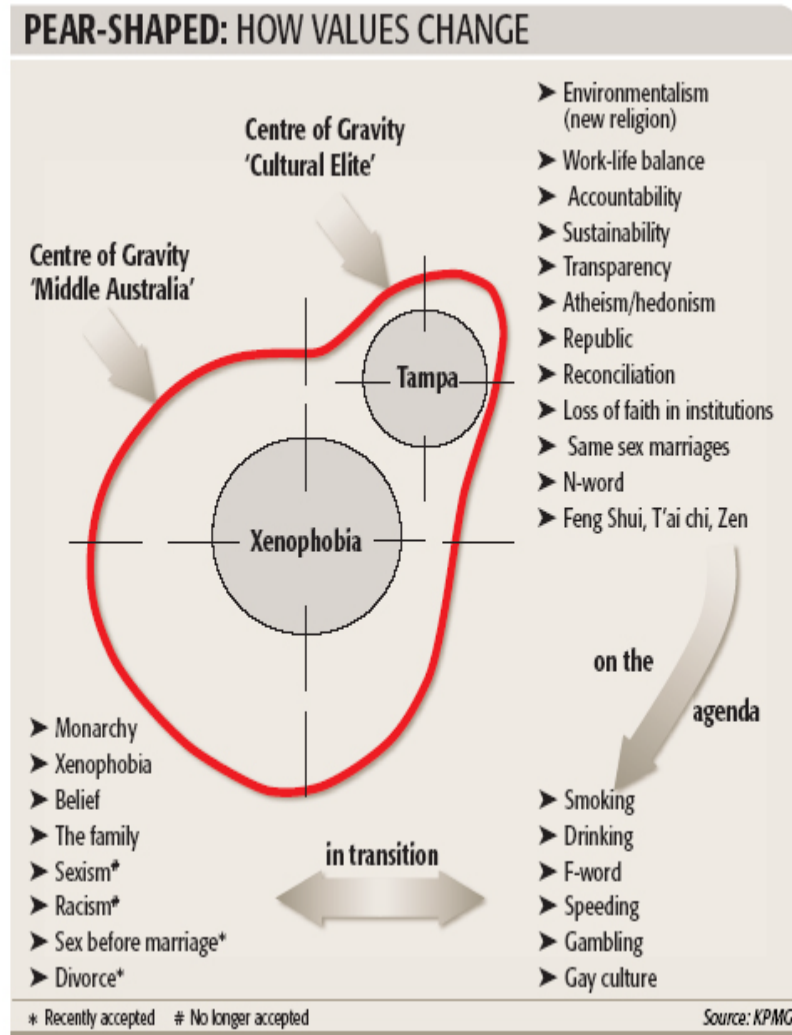 PEAR-SHAPED: HOW VALUES CHANGE
Centre of Gravity
‘Cultural Elite’
Centre of Gravity
‘Middle Australia’
Tampa
Xenophobia
➤ Environmentalism
(new religion)
➤ Work-life balance
➤ Accountability
➤ Sustainability
➤ Transparency
➤ Atheism/hedonism
➤ Republic
➤ Reconciliation
➤ Loss of faith in institutions
➤ Same sex marriages
➤ N-word
➤ Feng Shui, T’ai chi, Zen
on the
agenda
➤ Monarchy
➤ Xenophobia
➤ Belief
➤ The family
➤ Sexism#
➤ Racism#
➤ Sex before marriage*
➤ Divorce*
in transition
➤ Smoking
➤ Drinking
➤ F-word
➤ Speeding
➤ Gambling
➤ Gay culture
* Recently accepted # No longer accepted
Source: KPMG